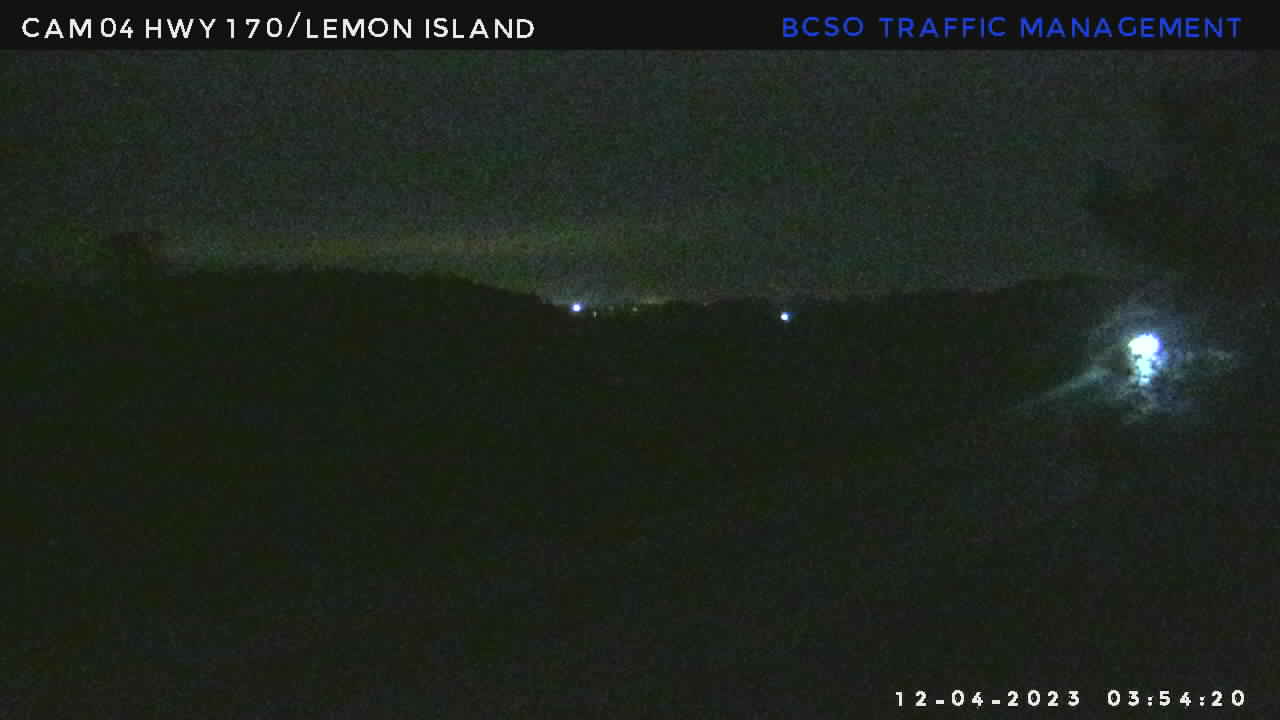 CAM 04 HWY 170/LEMON ISLAND
BCSO TRAFFIC MANAGEMENT
12-04-2023 03:54:20